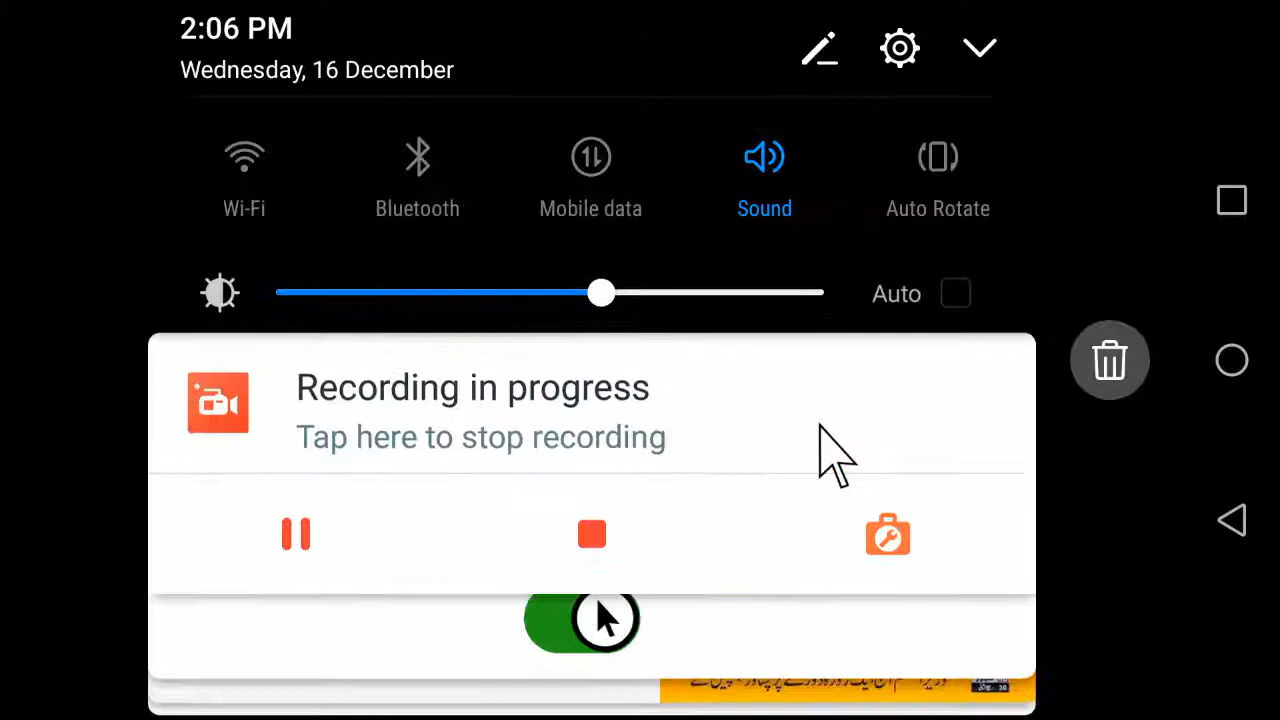 2:06 PM
Wednesday, 16 December
Wi-Fi
Bluetooth
Mobile data
Sound
Auto Rotate
Auto
Recording in progress
Tap here to stop recording